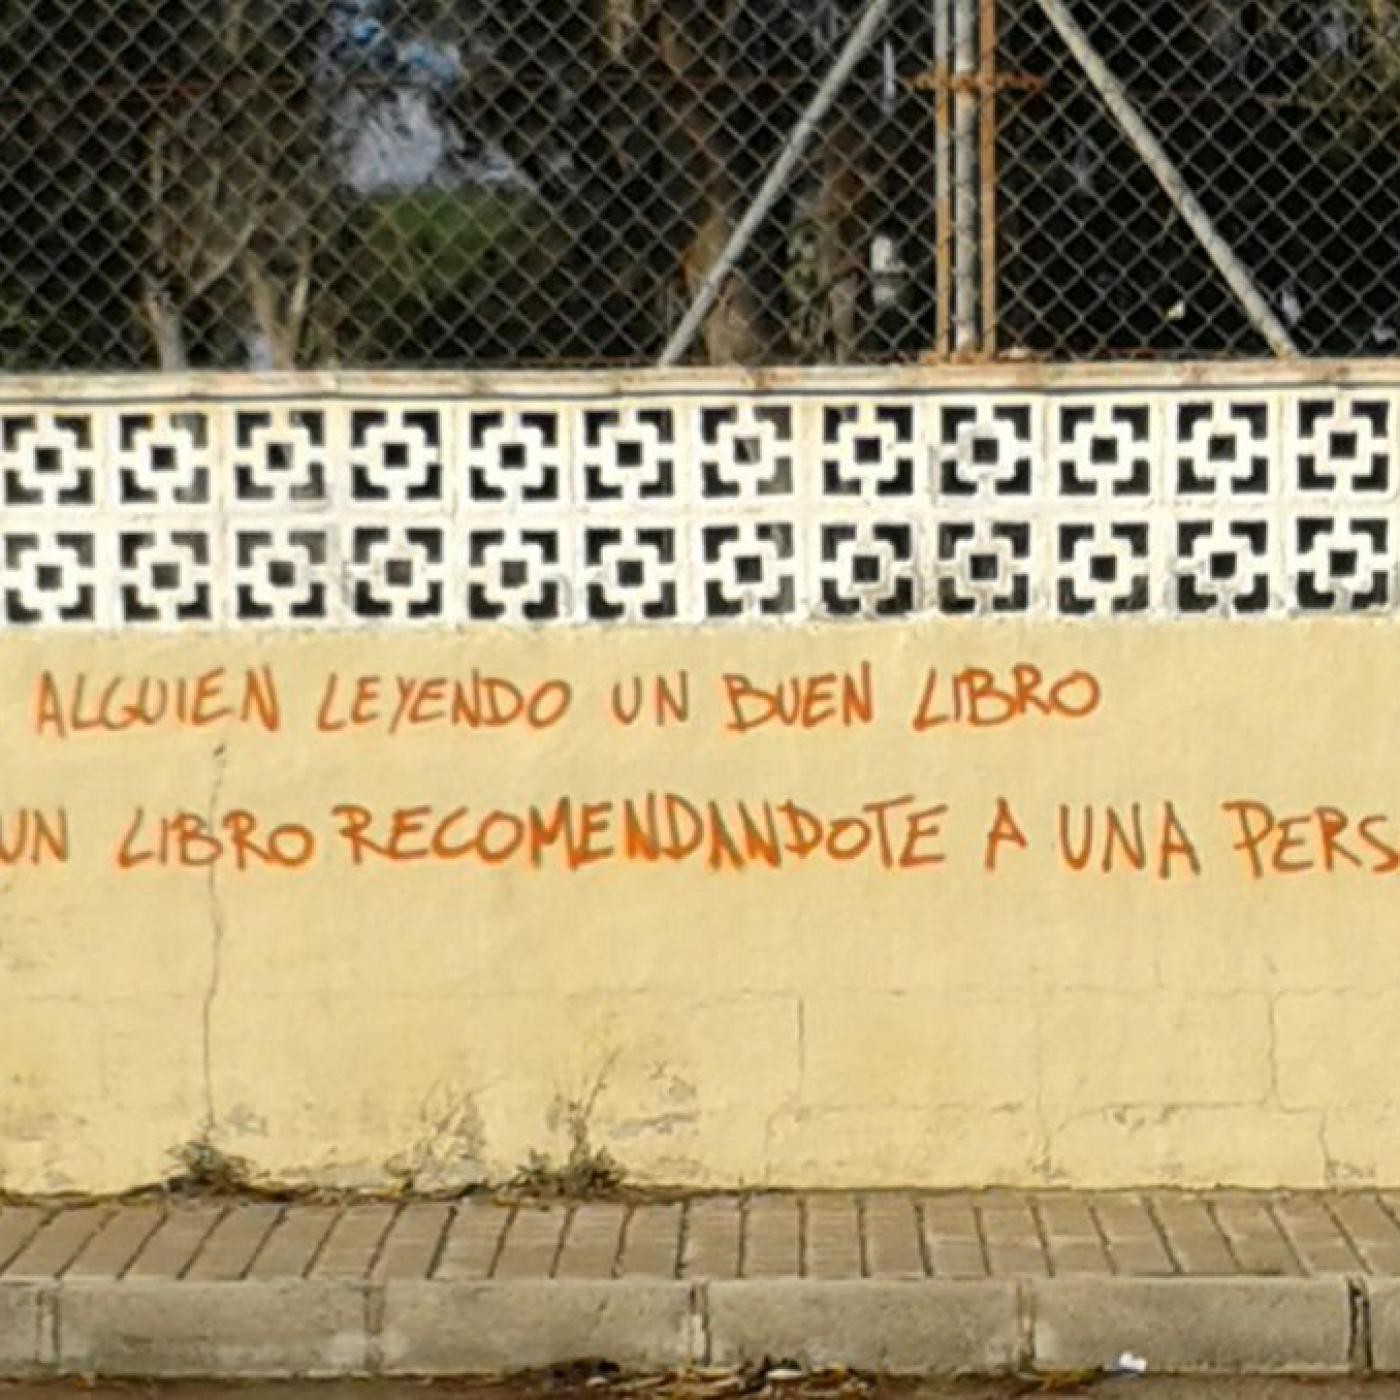 ALGUIEN LEYENDO UN BUEN LIBRO
UN LIBRO RECOMENDANDOTE A UNA PERS